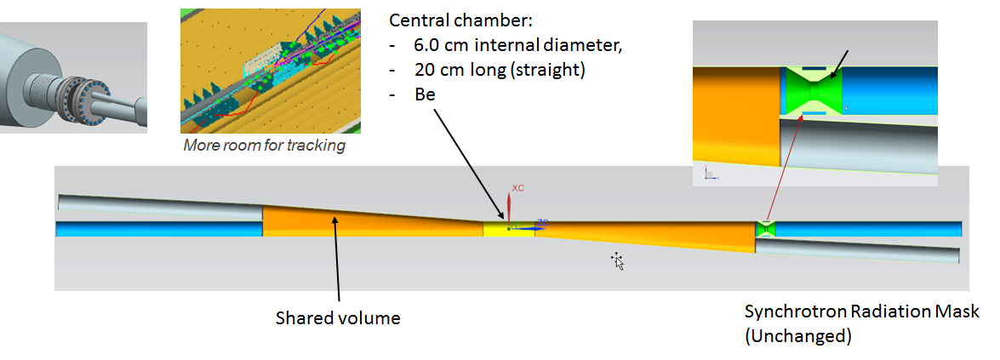 Central chamber:
- 6.0 cm internal diameter,
- 20 cm long (straight)
- Be
More room for tracking
XC
ZC
Shared volume
Synchrotron Radiation Mask
(Unchanged)